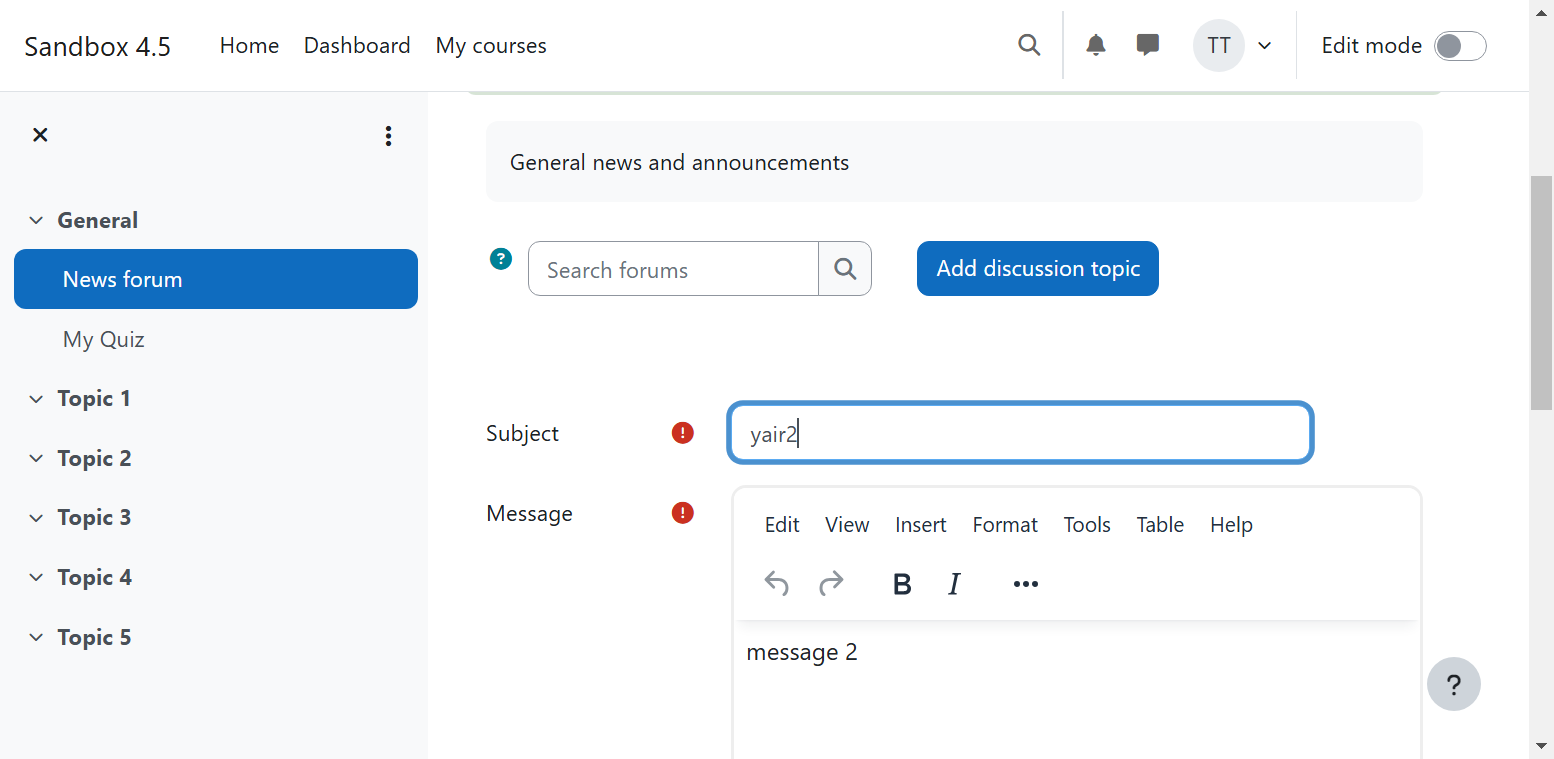 Sandbox 4.5 Home Dashboard My courses TT Edit mode
General
News forum
My Quiz
Topic 1
Topic 2
Topic 3
Topic 4
Topic 5
General news and announcements
? Search forums Add discussion topic
Subject ! yair2
Message !
Edit View Insert Format Tools Table Help
B I
message 2
?